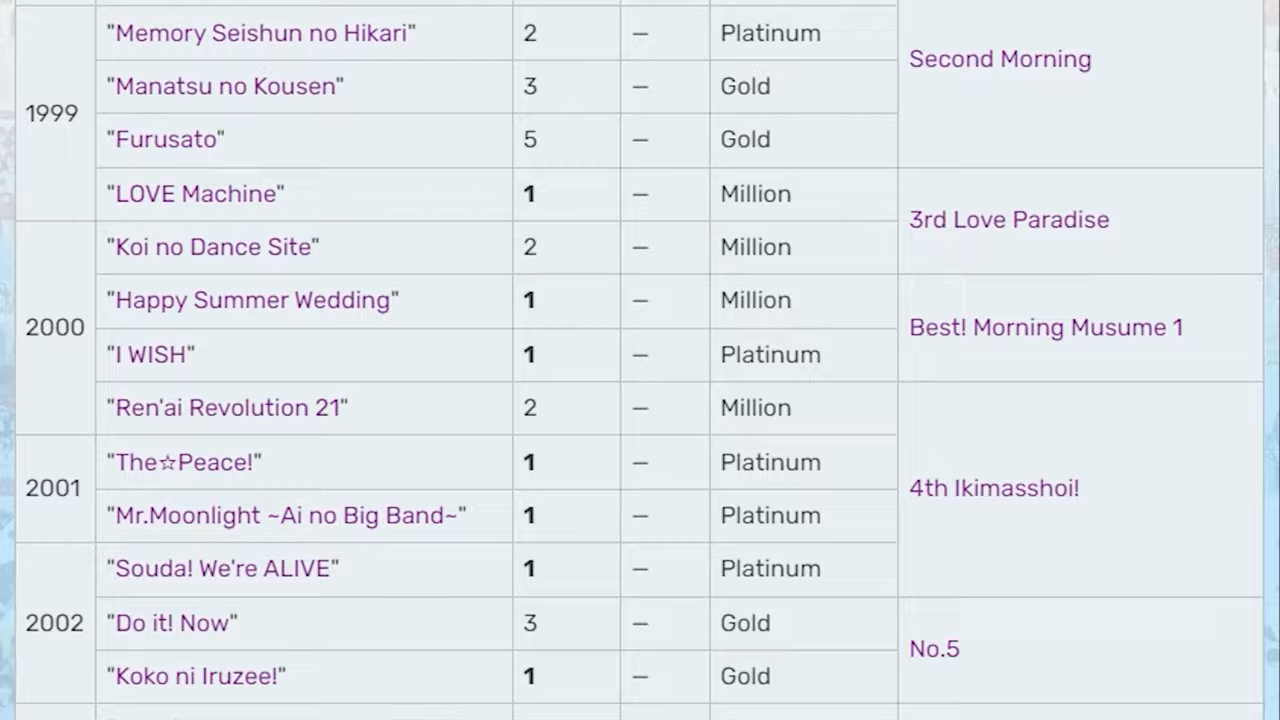 "Memory Seishun no Hikari" 2 – Platinum
Second Morning
"Manatsu no Kousen" 3 – Gold
1999
"Furusato" 5 – Gold
"LOVE Machine" 1 – Million
3rd Love Paradise
"Koi no Dance Site" 2 – Million
"Happy Summer Wedding" 1 – Million
2000
Best! Morning Musume 1
"I WISH" 1 – Platinum
"Ren'ai Revolution 21" 2 – Million
"The☆Peace!" 1 – Platinum
2001
4th Ikimasshoi!
"Mr.Moonlight ~Ai no Big Band~" 1 – Platinum
"Souda! We're ALIVE" 1 – Platinum
2002
"Do it! Now" 3 – Gold
No.5
"Koko ni Iruzee!" 1 – Gold